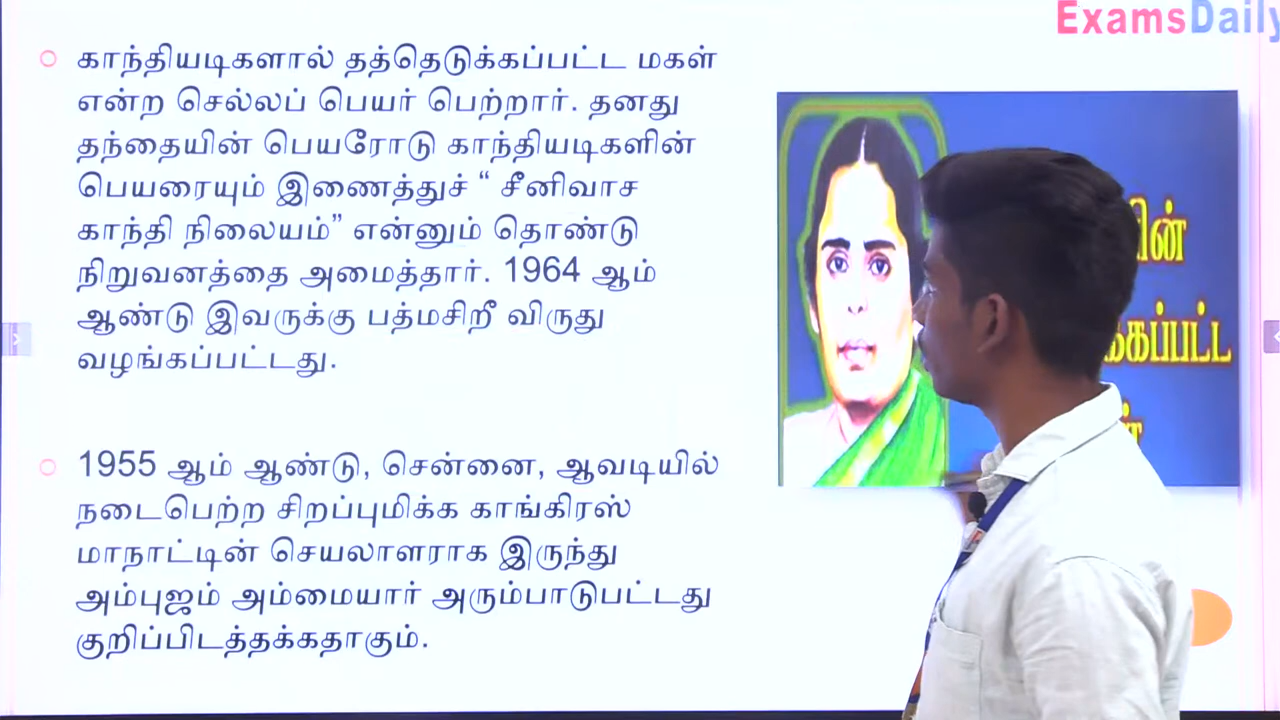 ExamsDaily
காந்தியடிகளால் தத்தெடுக்கப்பட்ட மகள்
என்ற செல்லப் பெயர் பெற்றார். தனது
தந்தையின் பெயரோடு காந்தியடிகளின்
பெயரையும் இணைத்துச் “ சீனிவாச
காந்தி நிலையம்” என்னும் தொண்டு
நிறுவனத்தை அமைத்தார். 1964 ஆம்
ஆண்டு இவருக்கு பத்மசிறீ விருது
வழங்கப்பட்டது.
1955 ஆம் ஆண்டு, சென்னை, ஆவடியில்
நடைபெற்ற சிறப்புமிக்க காங்கிரஸ்
மாநாட்டின் செயலாளராக இருந்து
அம்புஜம் அம்மையார் அரும்பாடுபட்டது
குறிப்பிடத்தக்கதாகும்.